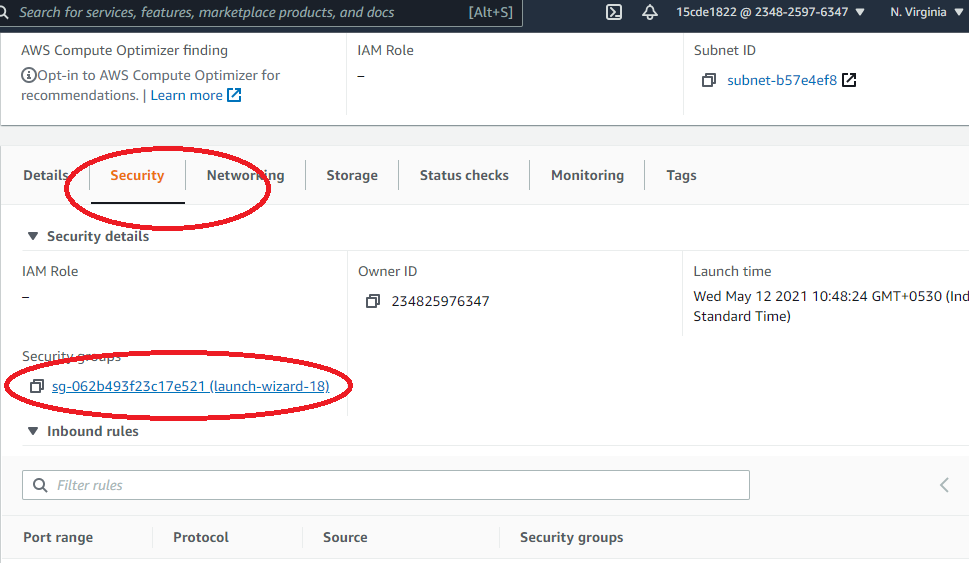 Search for services, features, marketplace products, and docs [Alt+S] 15cde1822 @ 2348-2597-6347 ▼ N. Virginia ▼
AWS Compute Optimizer finding
Opt-in to AWS Compute Optimizer for
recommendations. | Learn more
IAM Role
–
Subnet ID
subnet-b57e4ef8
Details Security Networking Storage Status checks Monitoring Tags
▼ Security details
IAM Role
–
Owner ID
234825976347
Launch time
Wed May 12 2021 10:48:24 GMT+0530 (Ind
Standard Time)
Security groups
sg-062b493f23c17e521 (launch-wizard-18)
▼ Inbound rules
Filter rules
Port range Protocol Source Security groups